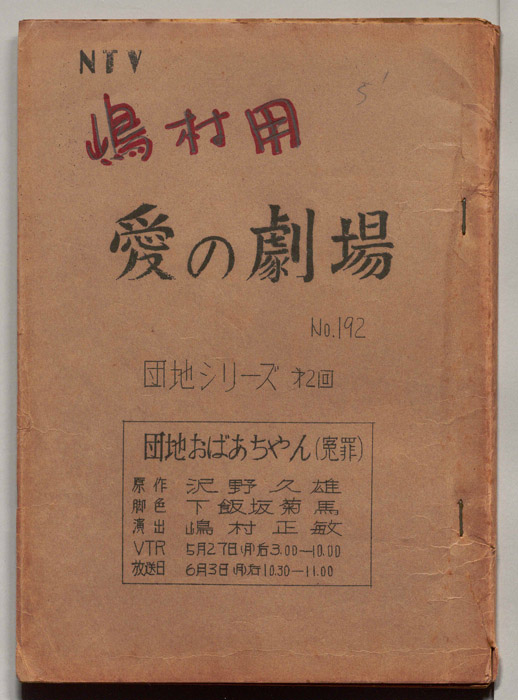 NTV
嶋村用
愛の劇場
No.192
団地シリーズ 才2回
団地おばあちゃん(冤罪)
原作 沢野久雄
脚色 下飯坂菊馬
演出 嶋村正敏
VTR 5月27日(月)后3.00—10.00
放送日 6月3日(月)后10.30—11.00